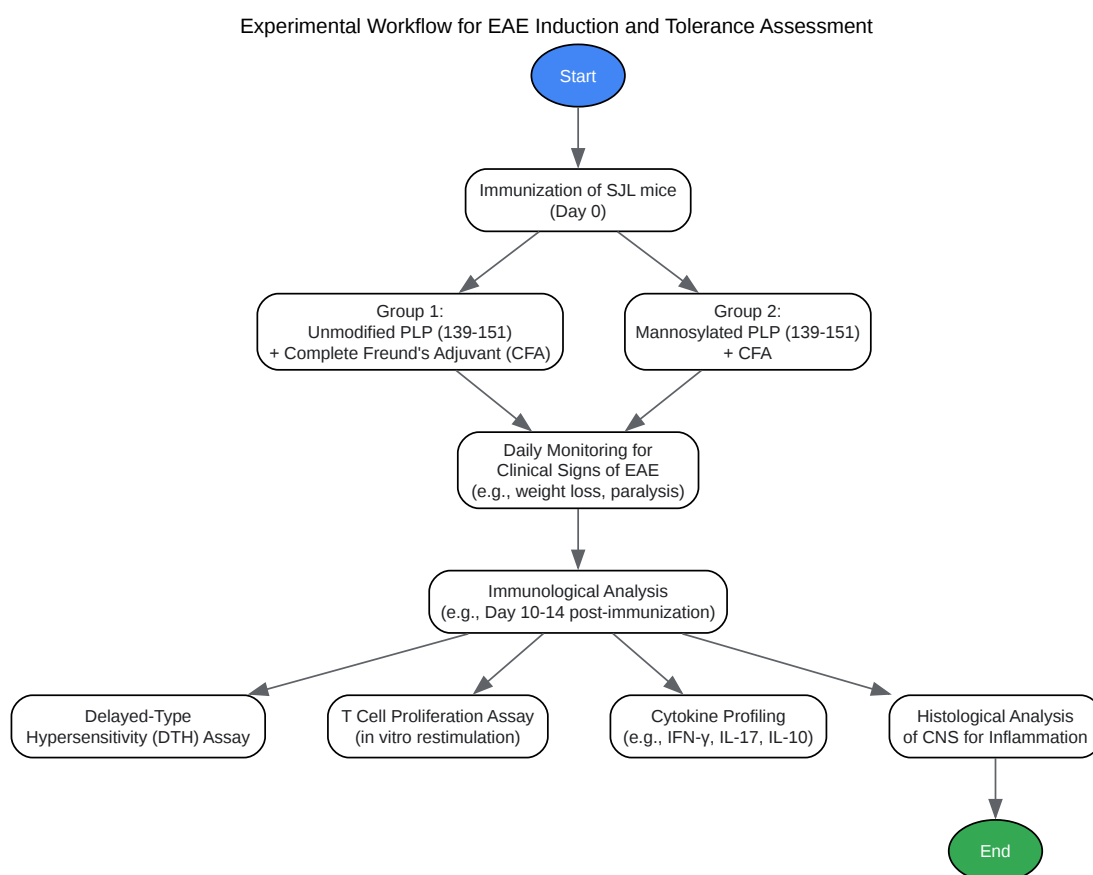 Experimental Workflow for EAE Induction and Tolerance Assessment
Start
Immunization of SJL mice
(Day 0)
Group 1:
Unmodified PLP (139-151)
+ Complete Freund's Adjuvant (CFA)
Group 2:
Mannosylated PLP (139-151)
+ CFA
Daily Monitoring for
Clinical Signs of EAE
(e.g., weight loss, paralysis)
Immunological Analysis
(e.g., Day 10-14 post-immunization)
Delayed-Type
Hypersensitivity (DTH) Assay
T Cell Proliferation Assay
(in vitro restimulation)
Cytokine Profiling
(e.g., IFN-γ, IL-17, IL-10)
Histological Analysis
of CNS for Inflammation
End